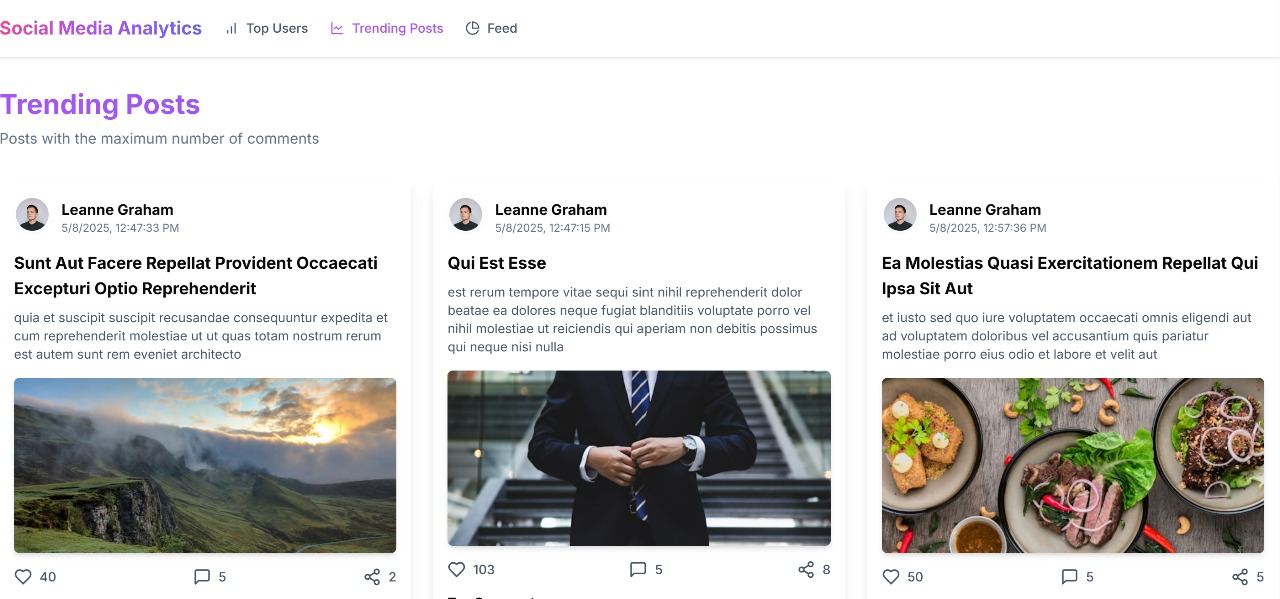 Social Media Analytics
Top Users
Trending Posts
Feed
Trending Posts
Posts with the maximum number of comments
Leanne Graham
5/8/2025, 12:47:33 PM
Sunt Aut Facere Repellat Provident Occaecati
Excepturi Optio Reprehenderit
quia et suscipit suscipit recusandae consequuntur expedita et
cum reprehenderit molestiae ut ut quas totam nostrum rerum
est autem sunt rem eveniet architecto
40
5
2
Leanne Graham
5/8/2025, 12:47:15 PM
Qui Est Esse
est rerum tempore vitae sequi sint nihil reprehenderit dolor
beatae ea dolores neque fugiat blanditiis voluptate porro vel
nihil molestiae ut reiciendis qui aperiam non debitis possimus
qui neque nisi nulla
103
5
8
Leanne Graham
5/8/2025, 12:57:36 PM
Ea Molestias Quasi Exercitationem Repellat Qui
Ipsa Sit Aut
et iusto sed quo iure voluptatem occaecati omnis eligendi aut
ad voluptatem doloribus vel accusantium quis pariatur
molestiae porro eius odio et labore et velit aut
50
5
5